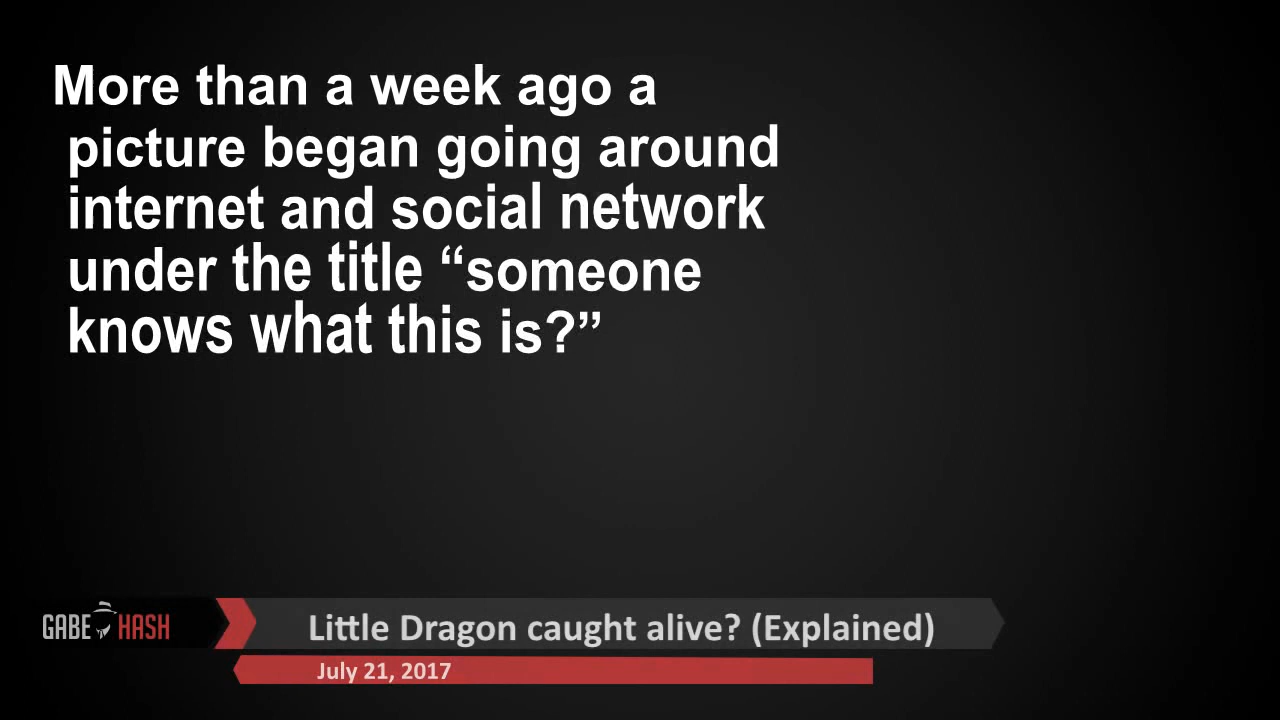 More than a week ago a
picture began going around
internet and social network
under the title “someone
knows what this is?”
GABE HASH
Little Dragon caught alive? (Explained)
July 21, 2017